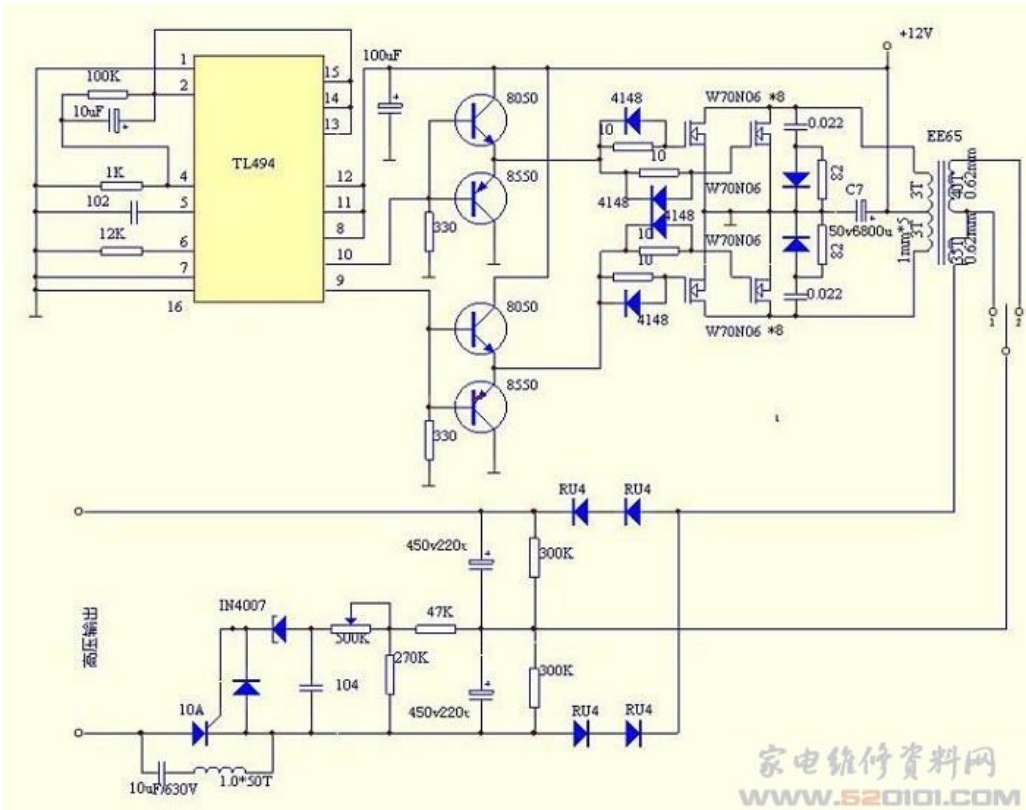 +12V
100uF
1
2
100K
10uF
+
15
14
13
TL494
8050
4148
W70N06 *8
10
10
0.022
EE65
1K
4
12
8550
82
102
5
11
4148
W70N06
4148
C7
+
3T
40T
0.62mm
12K
6
8
330
10
W70N06
50v6800u
1mm*5
3T
35T
0.62mm
7
10
9
10
82
16
8050
4148
0.022
W70N06 *8
1
2
8550
330
RU4
RU4
450v220u
+
300K
高压输出
IN4007
500K
47K
270K
300K
104
10A
450v220u
+
RU4
RU4
10uF/630V
1.0*50T
家电维修资料网
WWW.520101.COM